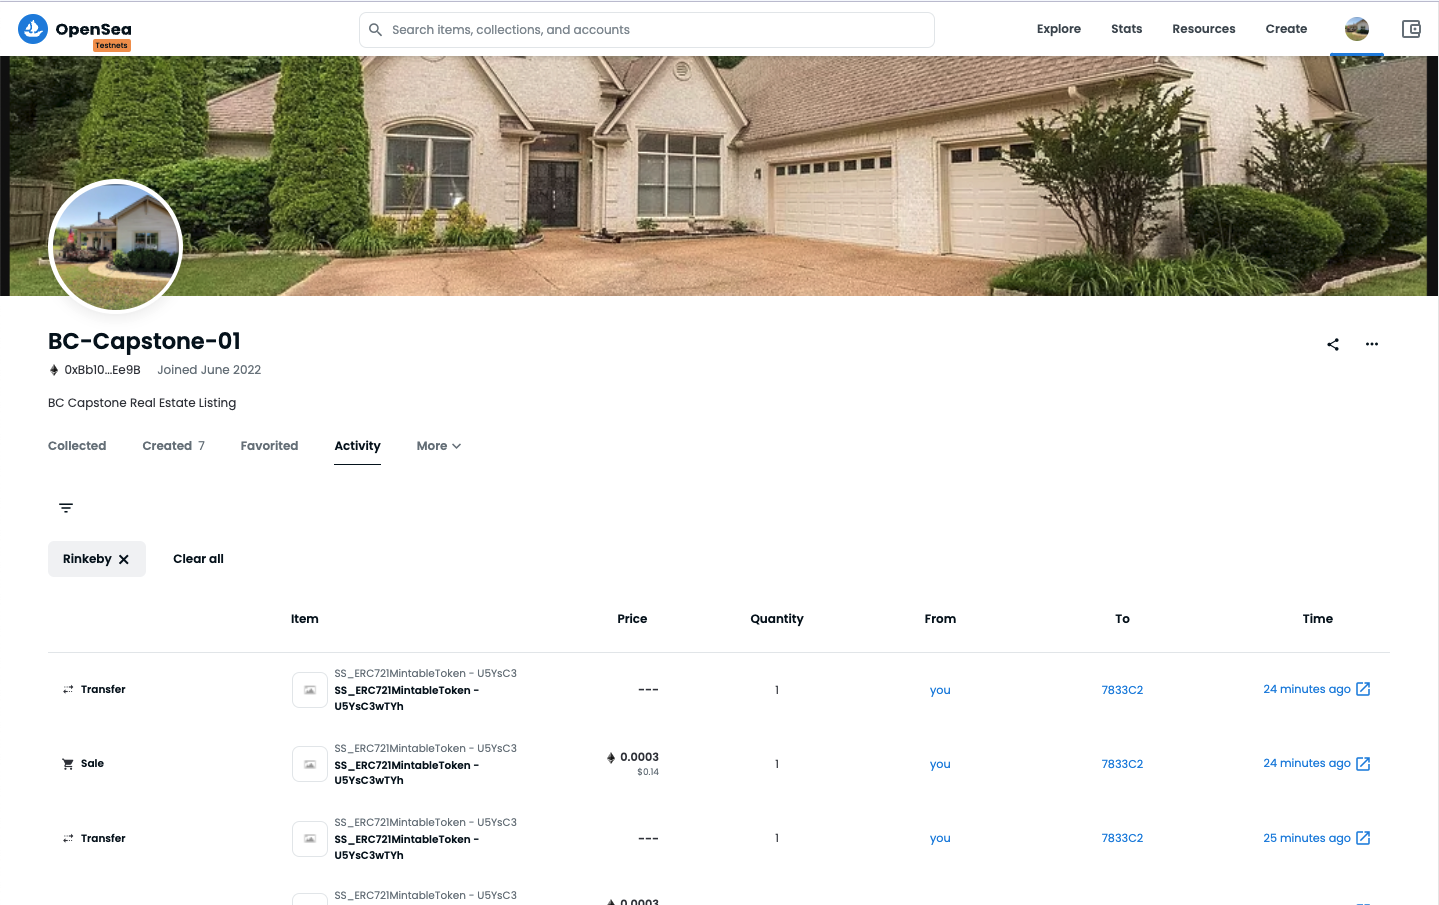 OpenSea
Testnets
Search items, collections, and accounts
Explore
Stats
Resources
Create
BC-Capstone-01
0xBb10...Ee9B
Joined June 2022
BC Capstone Real Estate Listing
Collected
Created 7
Favorited
Activity
More
Rinkeby
Clear all
Item
Price
Quantity
From
To
Time
Transfer
SS_ERC721MintableToken - U5YsC3
SS_ERC721MintableToken -
U5YsC3wTYh
---
1
you
7833C2
24 minutes ago
Sale
SS_ERC721MintableToken - U5YsC3
SS_ERC721MintableToken -
U5YsC3wTYh
0.0003
$0.14
1
you
7833C2
24 minutes ago
Transfer
SS_ERC721MintableToken - U5YsC3
SS_ERC721MintableToken -
U5YsC3wTYh
---
1
you
7833C2
25 minutes ago
SS_ERC721MintableToken - U5YsC3
0.0003